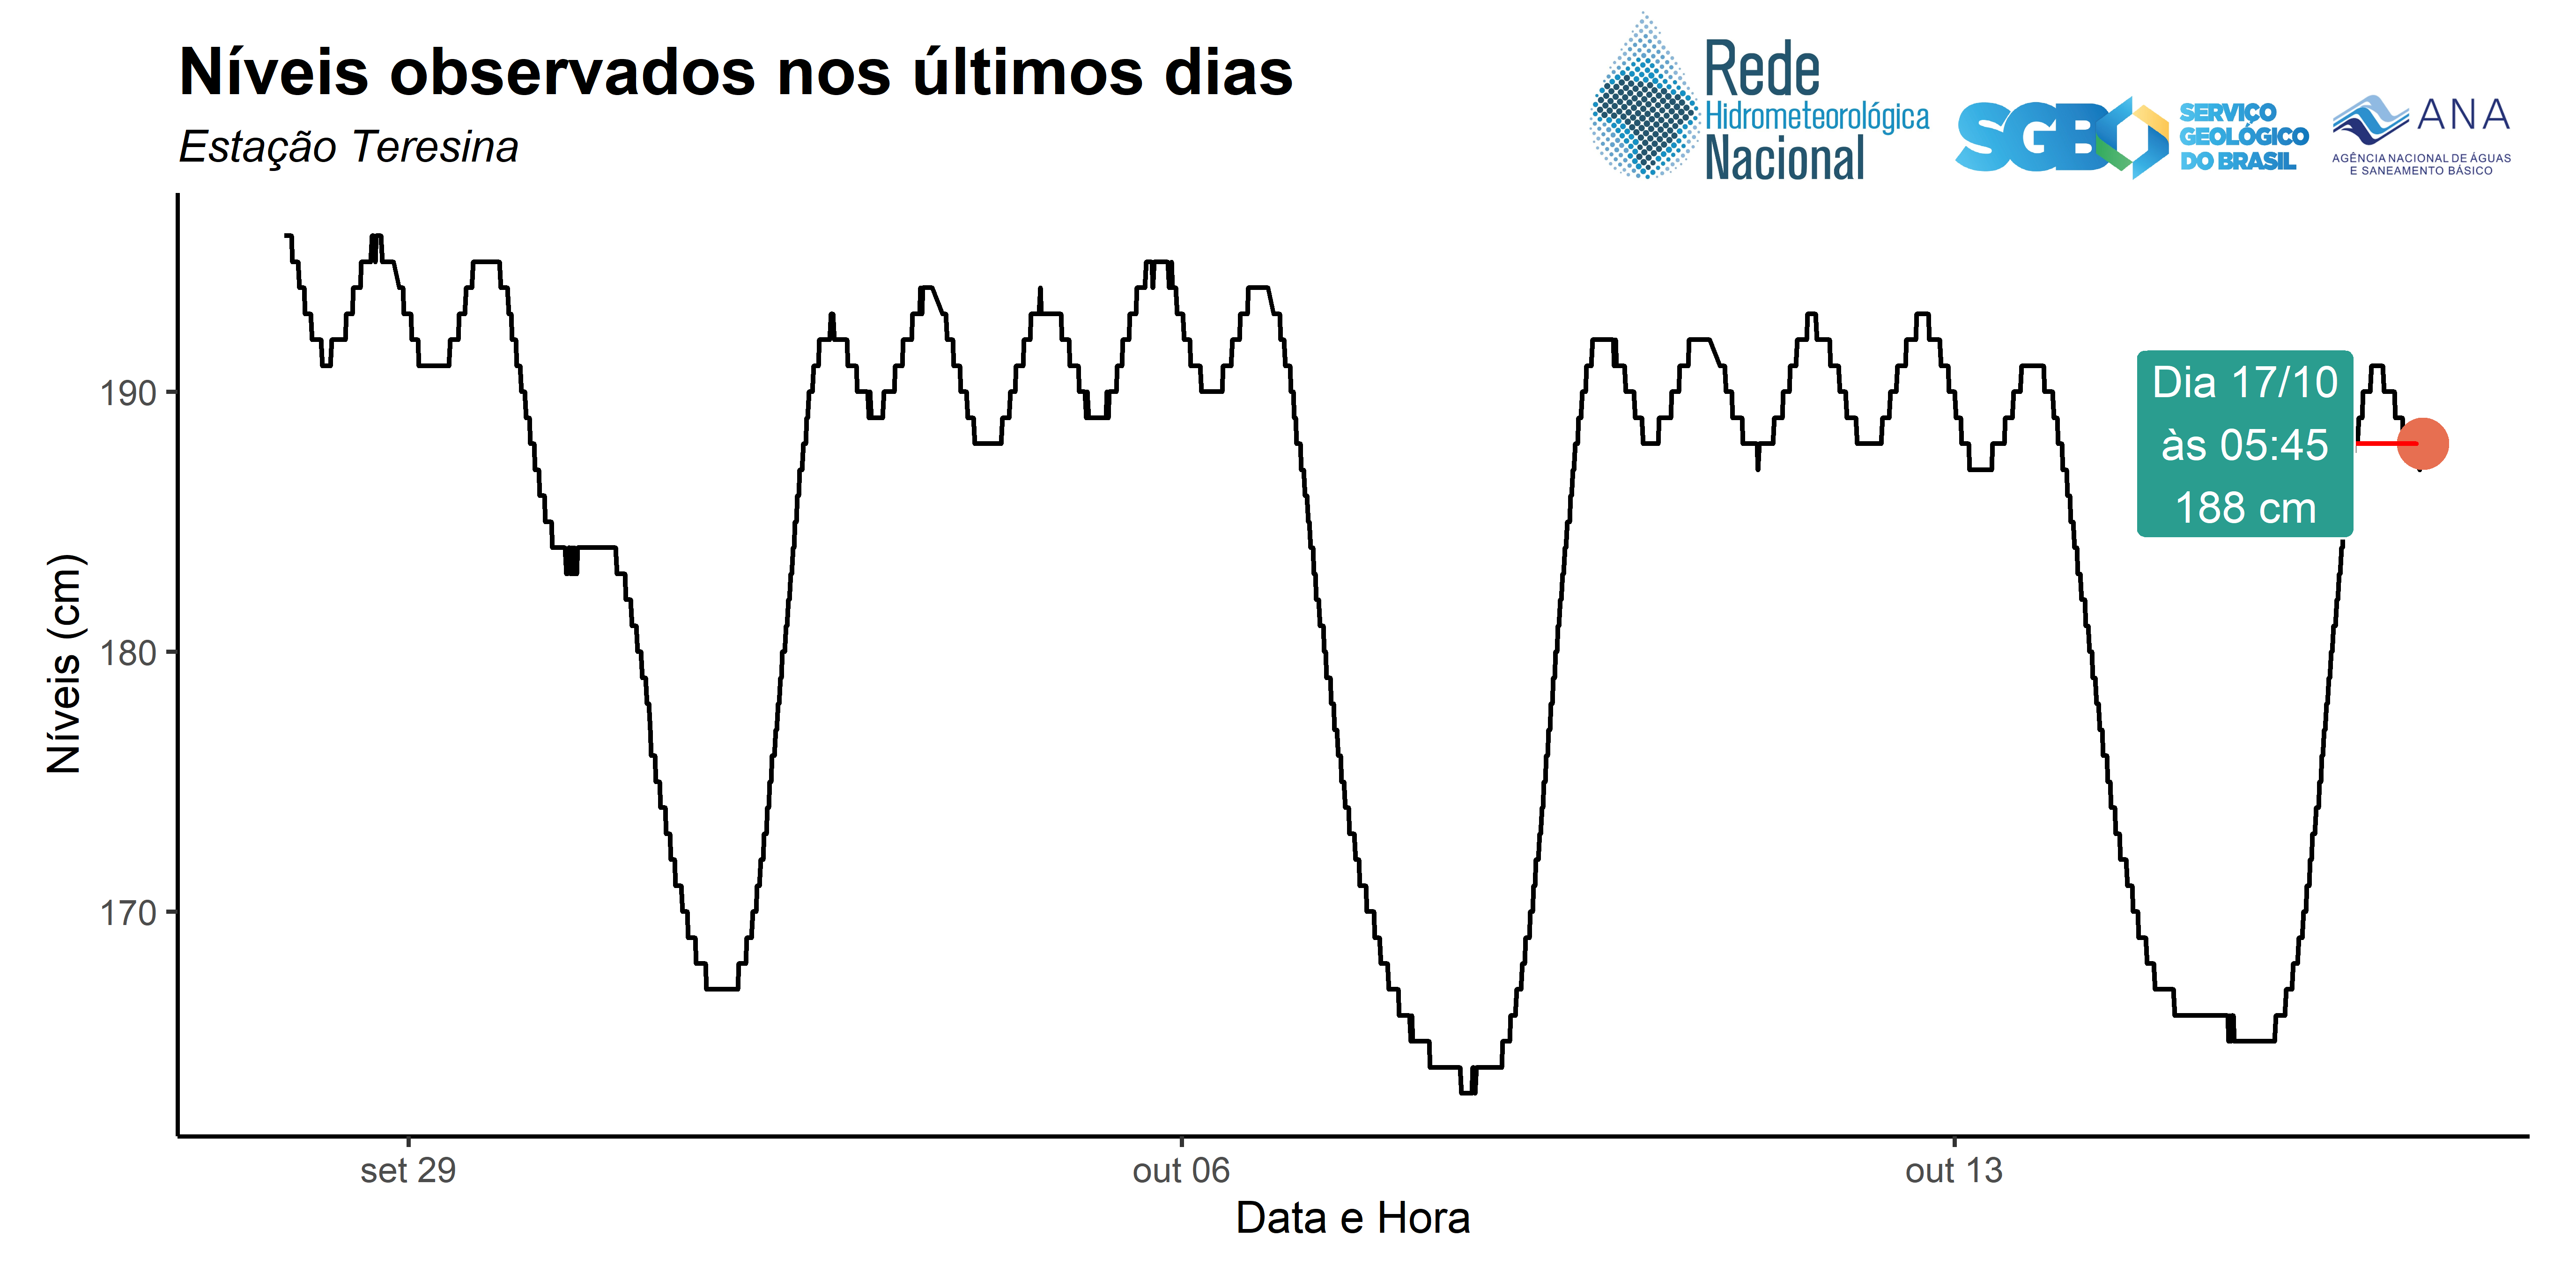 Níveis observados nos últimos dias
Estação Teresina
Rede
Hidrometeorológica
Nacional
SGB
SERVIÇO
GEOLÓGICO
DO BRASIL
ANA
AGÊNCIA NACIONAL DE ÁGUAS
E SANEAMENTO BÁSICO
Níveis (cm)
190
180
170
Dia 17/10
às 05:45
188 cm
set 29
out 06
out 13
Data e Hora